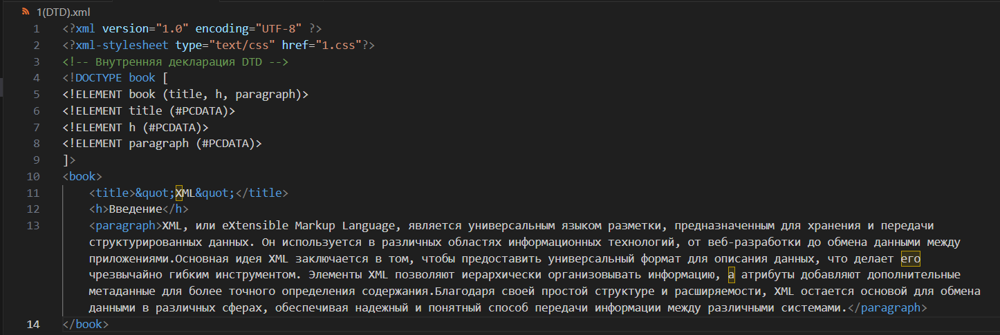 1(DTD).xml
1 <?xml version="1.0" encoding="UTF-8" ?>
2 <?xml-stylesheet type="text/css" href="1.css"?>
3 <!-- Внутренняя декларация DTD -->
4 <!DOCTYPE book [
5 <!ELEMENT book (title, h, paragraph)>
6 <!ELEMENT title (#PCDATA)>
7 <!ELEMENT h (#PCDATA)>
8 <!ELEMENT paragraph (#PCDATA)>
9 ]>
10 <book>
11 <title>&quot;XML&quot;</title>
12 <h>Введение</h>
13 <paragraph>XML, или eXtensible Markup Language, является универсальным языком разметки, предназначенным для хранения и передачи
структурированных данных. Он используется в различных областях информационных технологий, от веб-разработки до обмена данными между
приложениями.Основная идея XML заключается в том, чтобы предоставить универсальный формат для описания данных, что делает его
чрезвычайно гибким инструментом. Элементы XML позволяют иерархически организовывать информацию, а атрибуты добавляют дополнительные
метаданные для более точного определения содержания.Благодаря своей простой структуре и расширяемости, XML остается основой для обмена
данными в различных сферах, обеспечивая надежный и понятный способ передачи информации между различными системами.</paragraph>
14 </book>